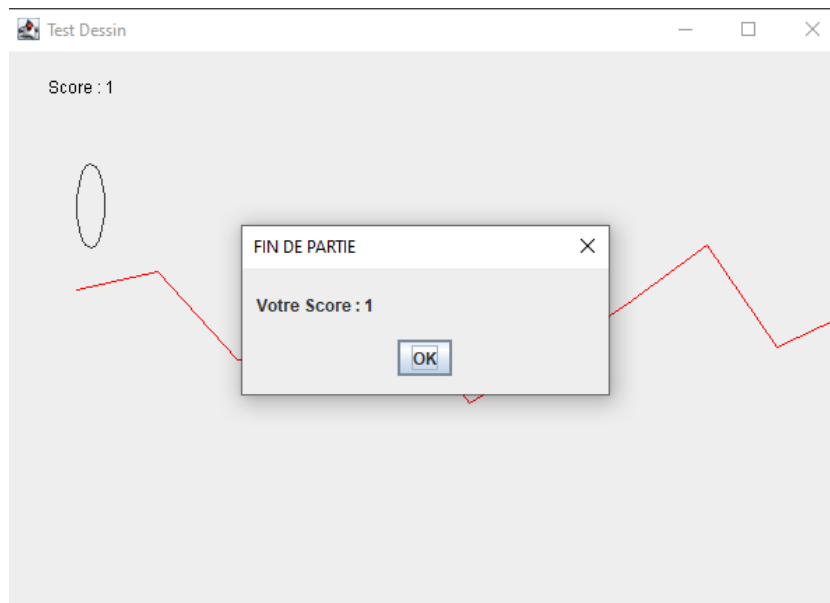 Test Dessin
Score : 1
FIN DE PARTIE
Votre Score : 1
OK